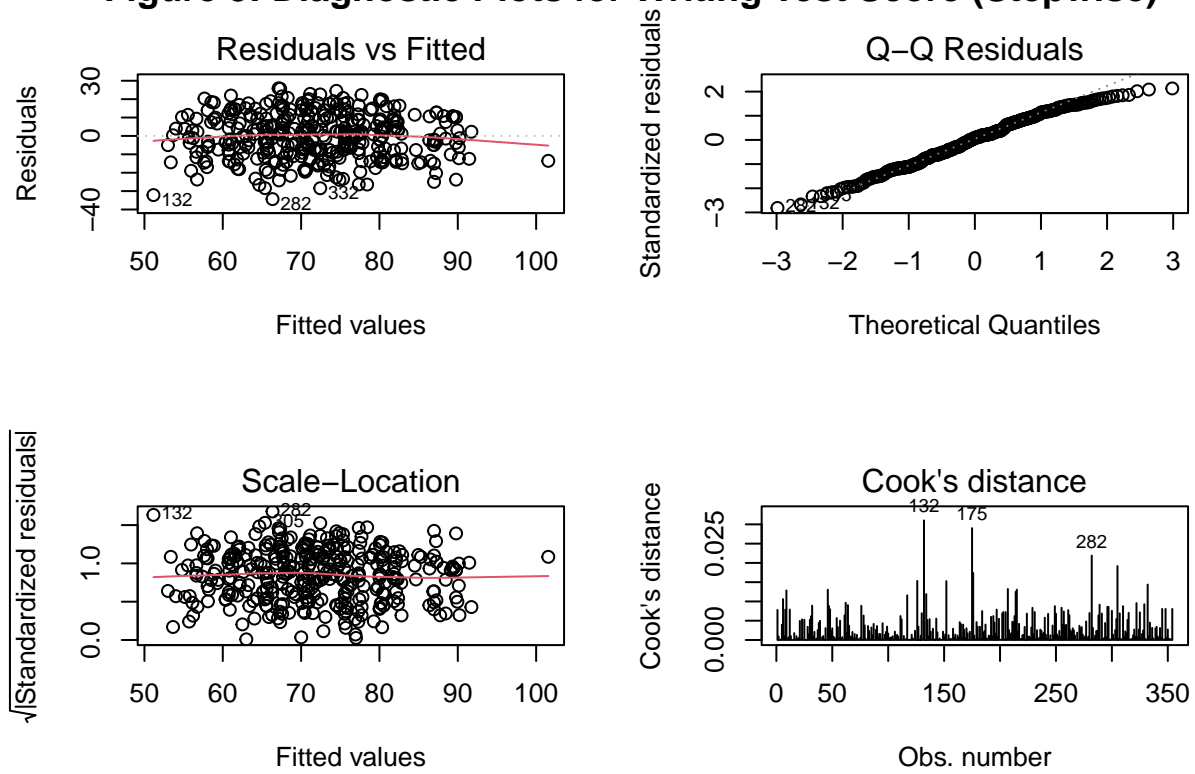 Figure 3: Diagnostic Plots for Writing Test Score (Stepwise)
Residuals vs Fitted
Residuals
30
0
−40
132
282
332
50 60 70 80 90 100
Fitted values
Q−Q Residuals
Standardized residuals
2
0
−3
282
132
−3 −2 −1 0 1 2 3
Theoretical Quantiles
Scale−Location
√|Standardized residuals|
1.0
0.0
132
282
50 60 70 80 90 100
Fitted values
Cook's distance
Cook's distance
0.025
0.000
132
175
282
0 50 150 250 350
Obs. number